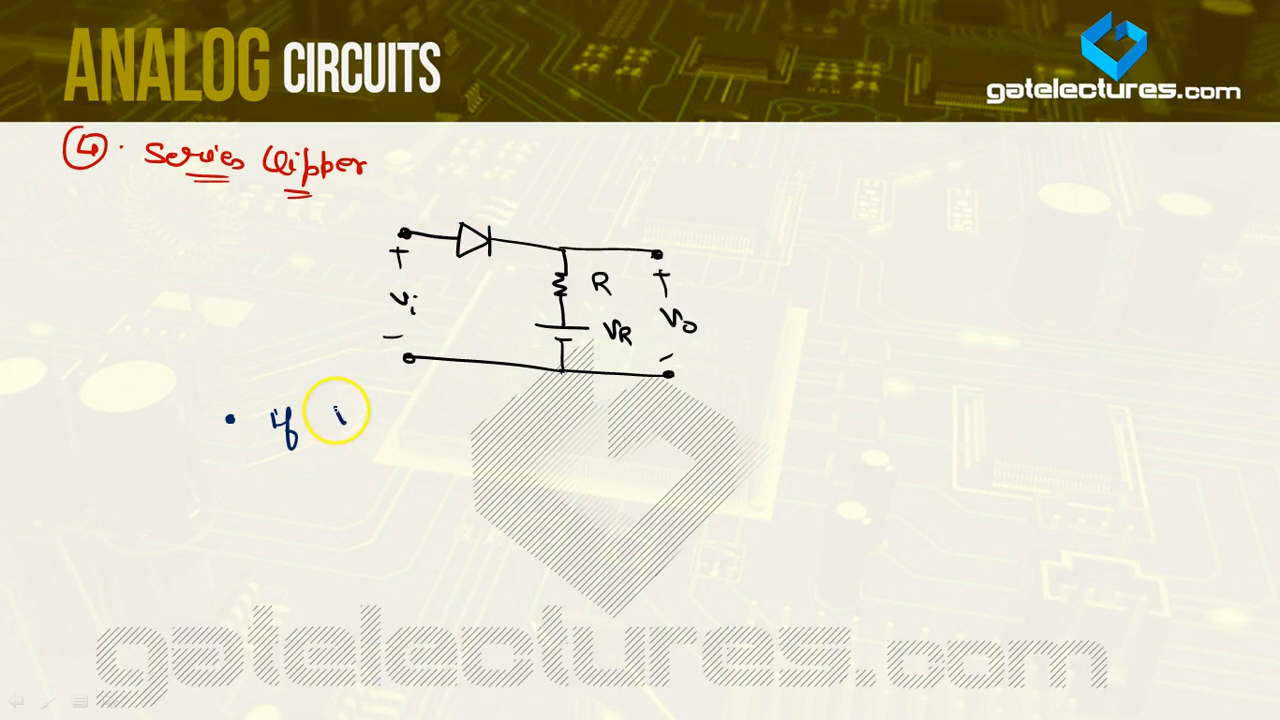 ANALOG CIRCUITS
gatelectures.com
4. Series Clipper
+ +
Vi R Vo
VR
- -
• if i
gatelectures.com